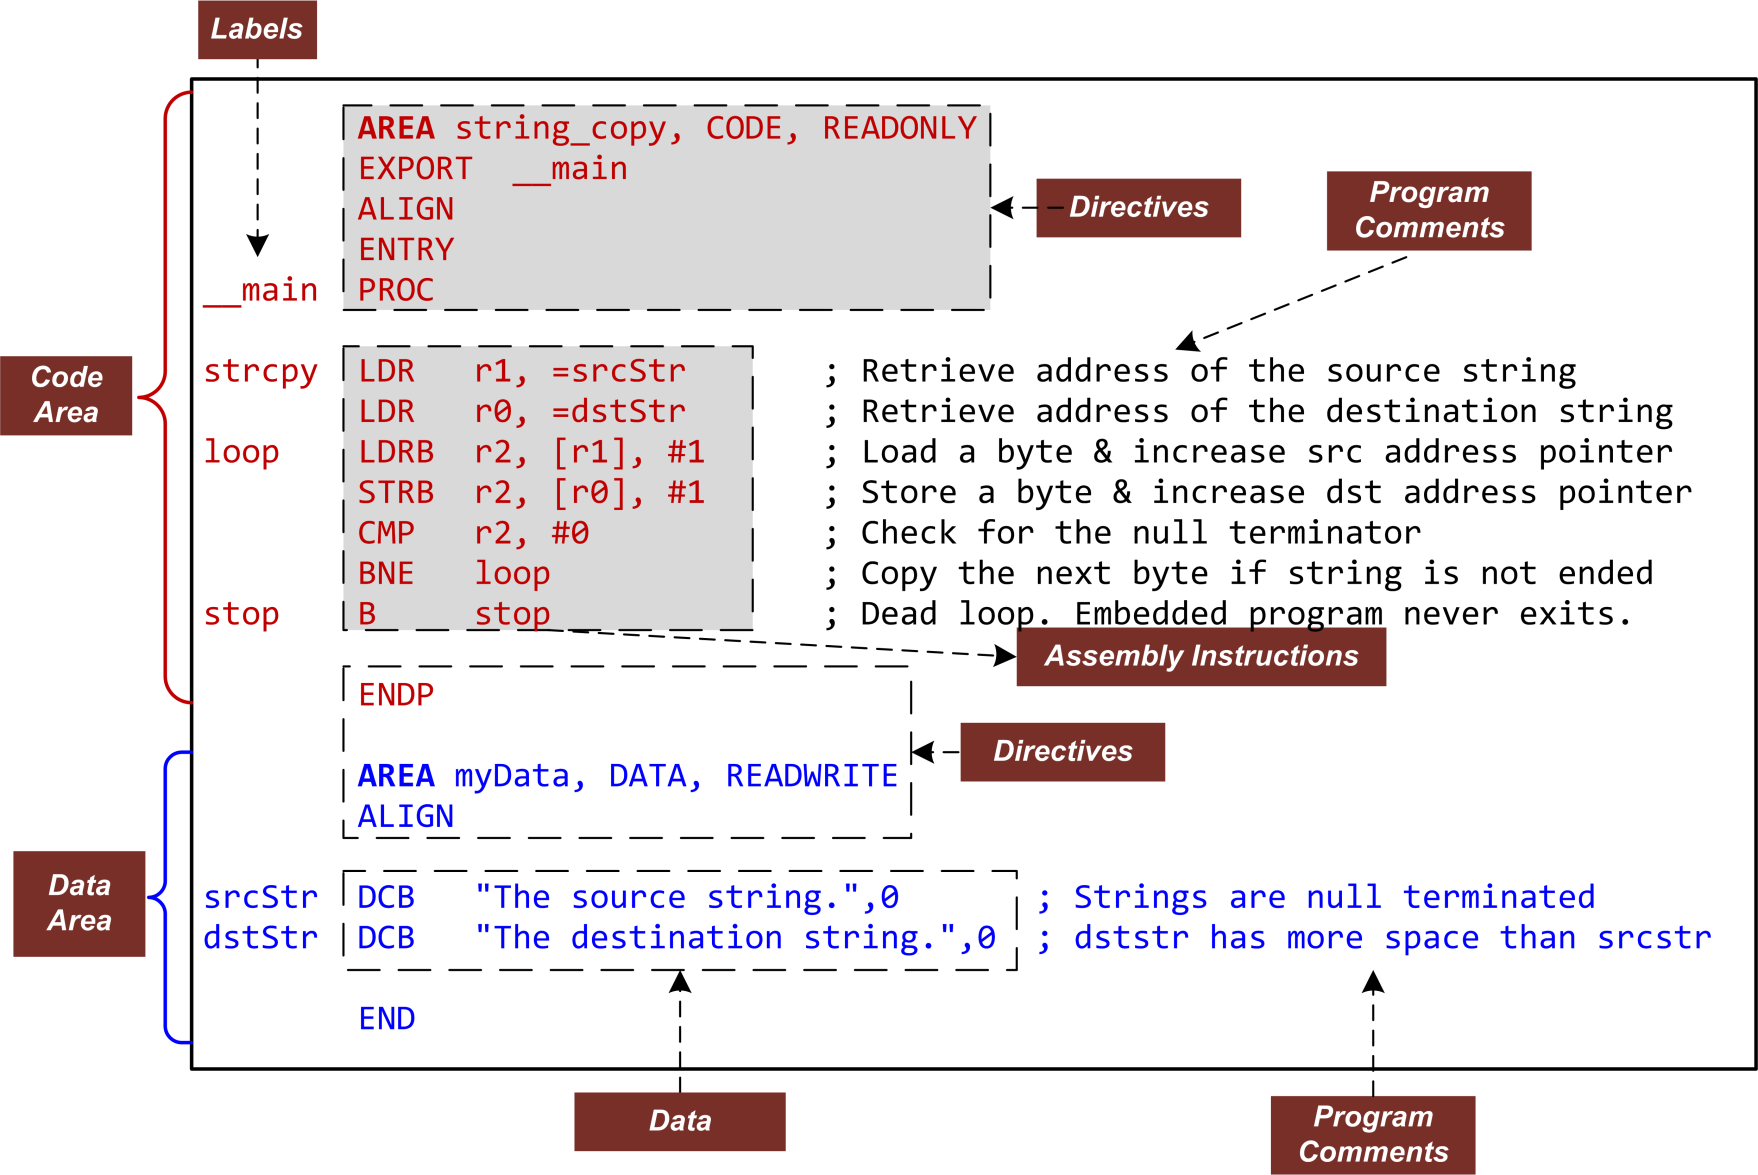 Labels
AREA string_copy, CODE, READONLY
EXPORT __main
ALIGN
ENTRY
__main PROC
Directives
Program
Comments
Code
Area
strcpy LDR r1, =srcStr ; Retrieve address of the source string
LDR r0, =dstStr ; Retrieve address of the destination string
loop LDRB r2, [r1], #1 ; Load a byte & increase src address pointer
STRB r2, [r0], #1 ; Store a byte & increase dst address pointer
CMP r2, #0 ; Check for the null terminator
BNE loop ; Copy the next byte if string is not ended
stop B stop ; Dead loop. Embedded program never exits.
Assembly Instructions
ENDP
Directives
AREA myData, DATA, READWRITE
ALIGN
Data
Area
srcStr DCB "The source string.",0 ; Strings are null terminated
dstStr DCB "The destination string.",0 ; dststr has more space than srcstr
END
Data
Program
Comments